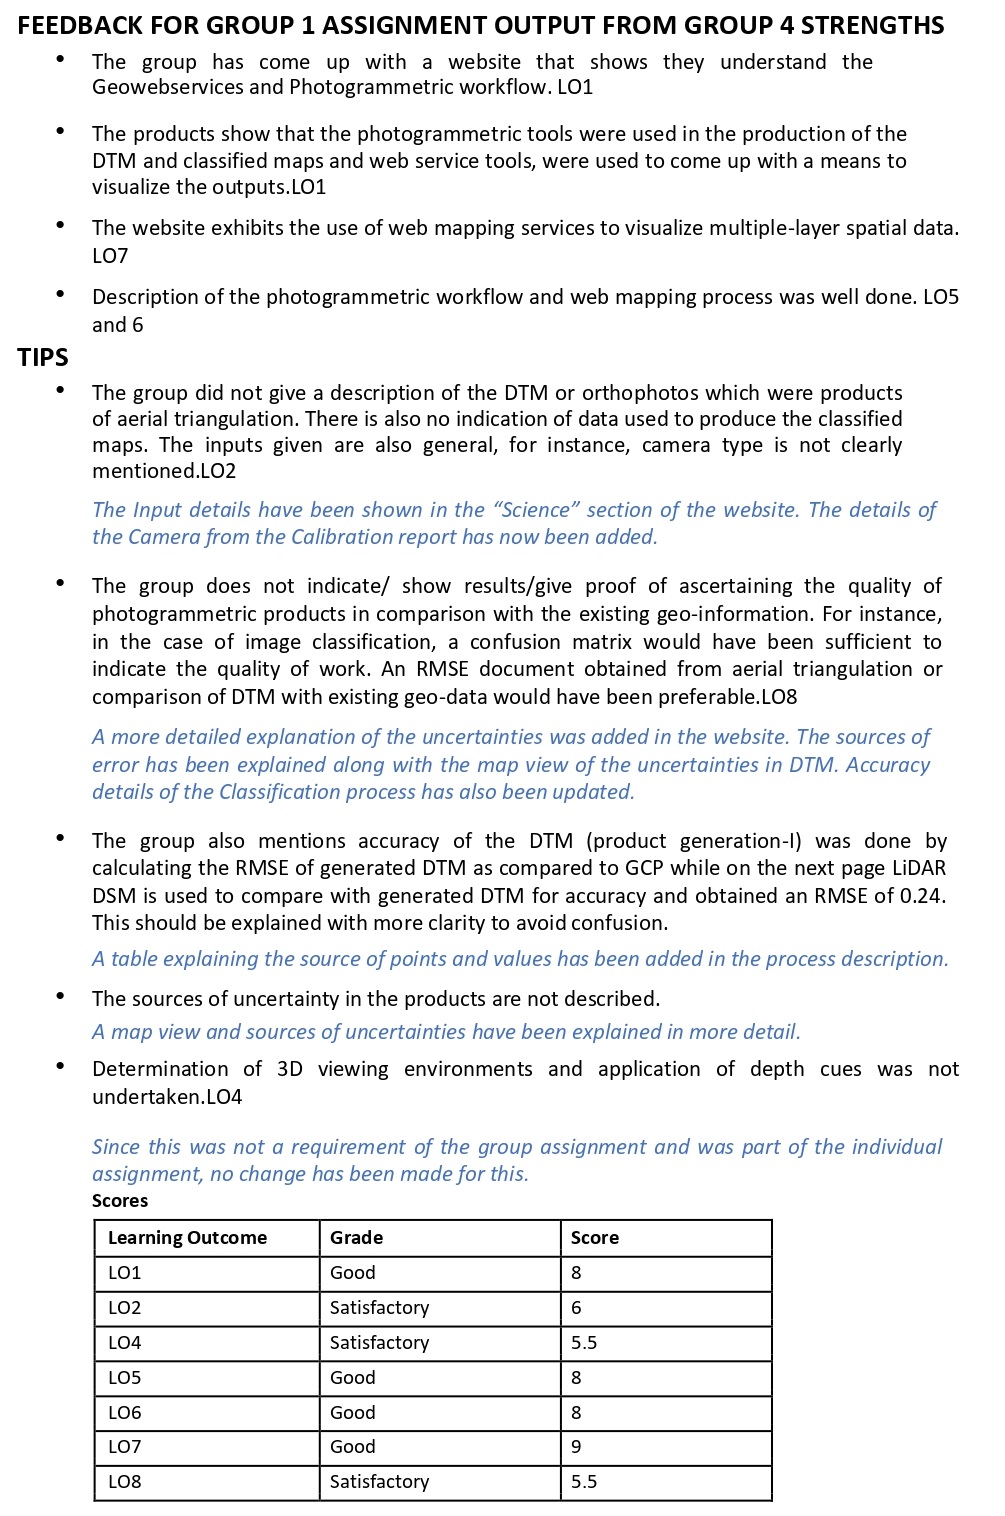 FEEDBACK FOR GROUP 1 ASSIGNMENT OUTPUT FROM GROUP 4 STRENGTHS
• The group has come up with a website that shows they understand the
Geowebservices and Photogrammetric workflow. LO1
• The products show that the photogrammetric tools were used in the production of the
DTM and classified maps and web service tools, were used to come up with a means to
visualize the outputs.LO1
• The website exhibits the use of web mapping services to visualize multiple-layer spatial data.
LO7
• Description of the photogrammetric workflow and web mapping process was well done. LO5
and 6
TIPS
• The group did not give a description of the DTM or orthophotos which were products
of aerial triangulation. There is also no indication of data used to produce the classified
maps. The inputs given are also general, for instance, camera type is not clearly
mentioned.LO2
The Input details have been shown in the “Science” section of the website. The details of
the Camera from the Calibration report has now been added.
• The group does not indicate/ show results/give proof of ascertaining the quality of
photogrammetric products in comparison with the existing geo-information. For instance,
in the case of image classification, a confusion matrix would have been sufficient to
indicate the quality of work. An RMSE document obtained from aerial triangulation or
comparison of DTM with existing geo-data would have been preferable.LO8
A more detailed explanation of the uncertainties was added in the website. The sources of
error has been explained along with the map view of the uncertainties in DTM. Accuracy
details of the Classification process has also been updated.
• The group also mentions accuracy of the DTM (product generation-I) was done by
calculating the RMSE of generated DTM as compared to GCP while on the next page LiDAR
DSM is used to compare with generated DTM for accuracy and obtained an RMSE of 0.24.
This should be explained with more clarity to avoid confusion.
A table explaining the source of points and values has been added in the process description.
• The sources of uncertainty in the products are not described.
A map view and sources of uncertainties have been explained in more detail.
• Determination of 3D viewing environments and application of depth cues was not
undertaken.LO4
Since this was not a requirement of the group assignment and was part of the individual
assignment, no change has been made for this.
Scores
Learning Outcome Grade Score
LO1 Good 8
LO2 Satisfactory 6
LO4 Satisfactory 5.5
LO5 Good 8
LO6 Good 8
LO7 Good 9
LO8 Satisfactory 5.5